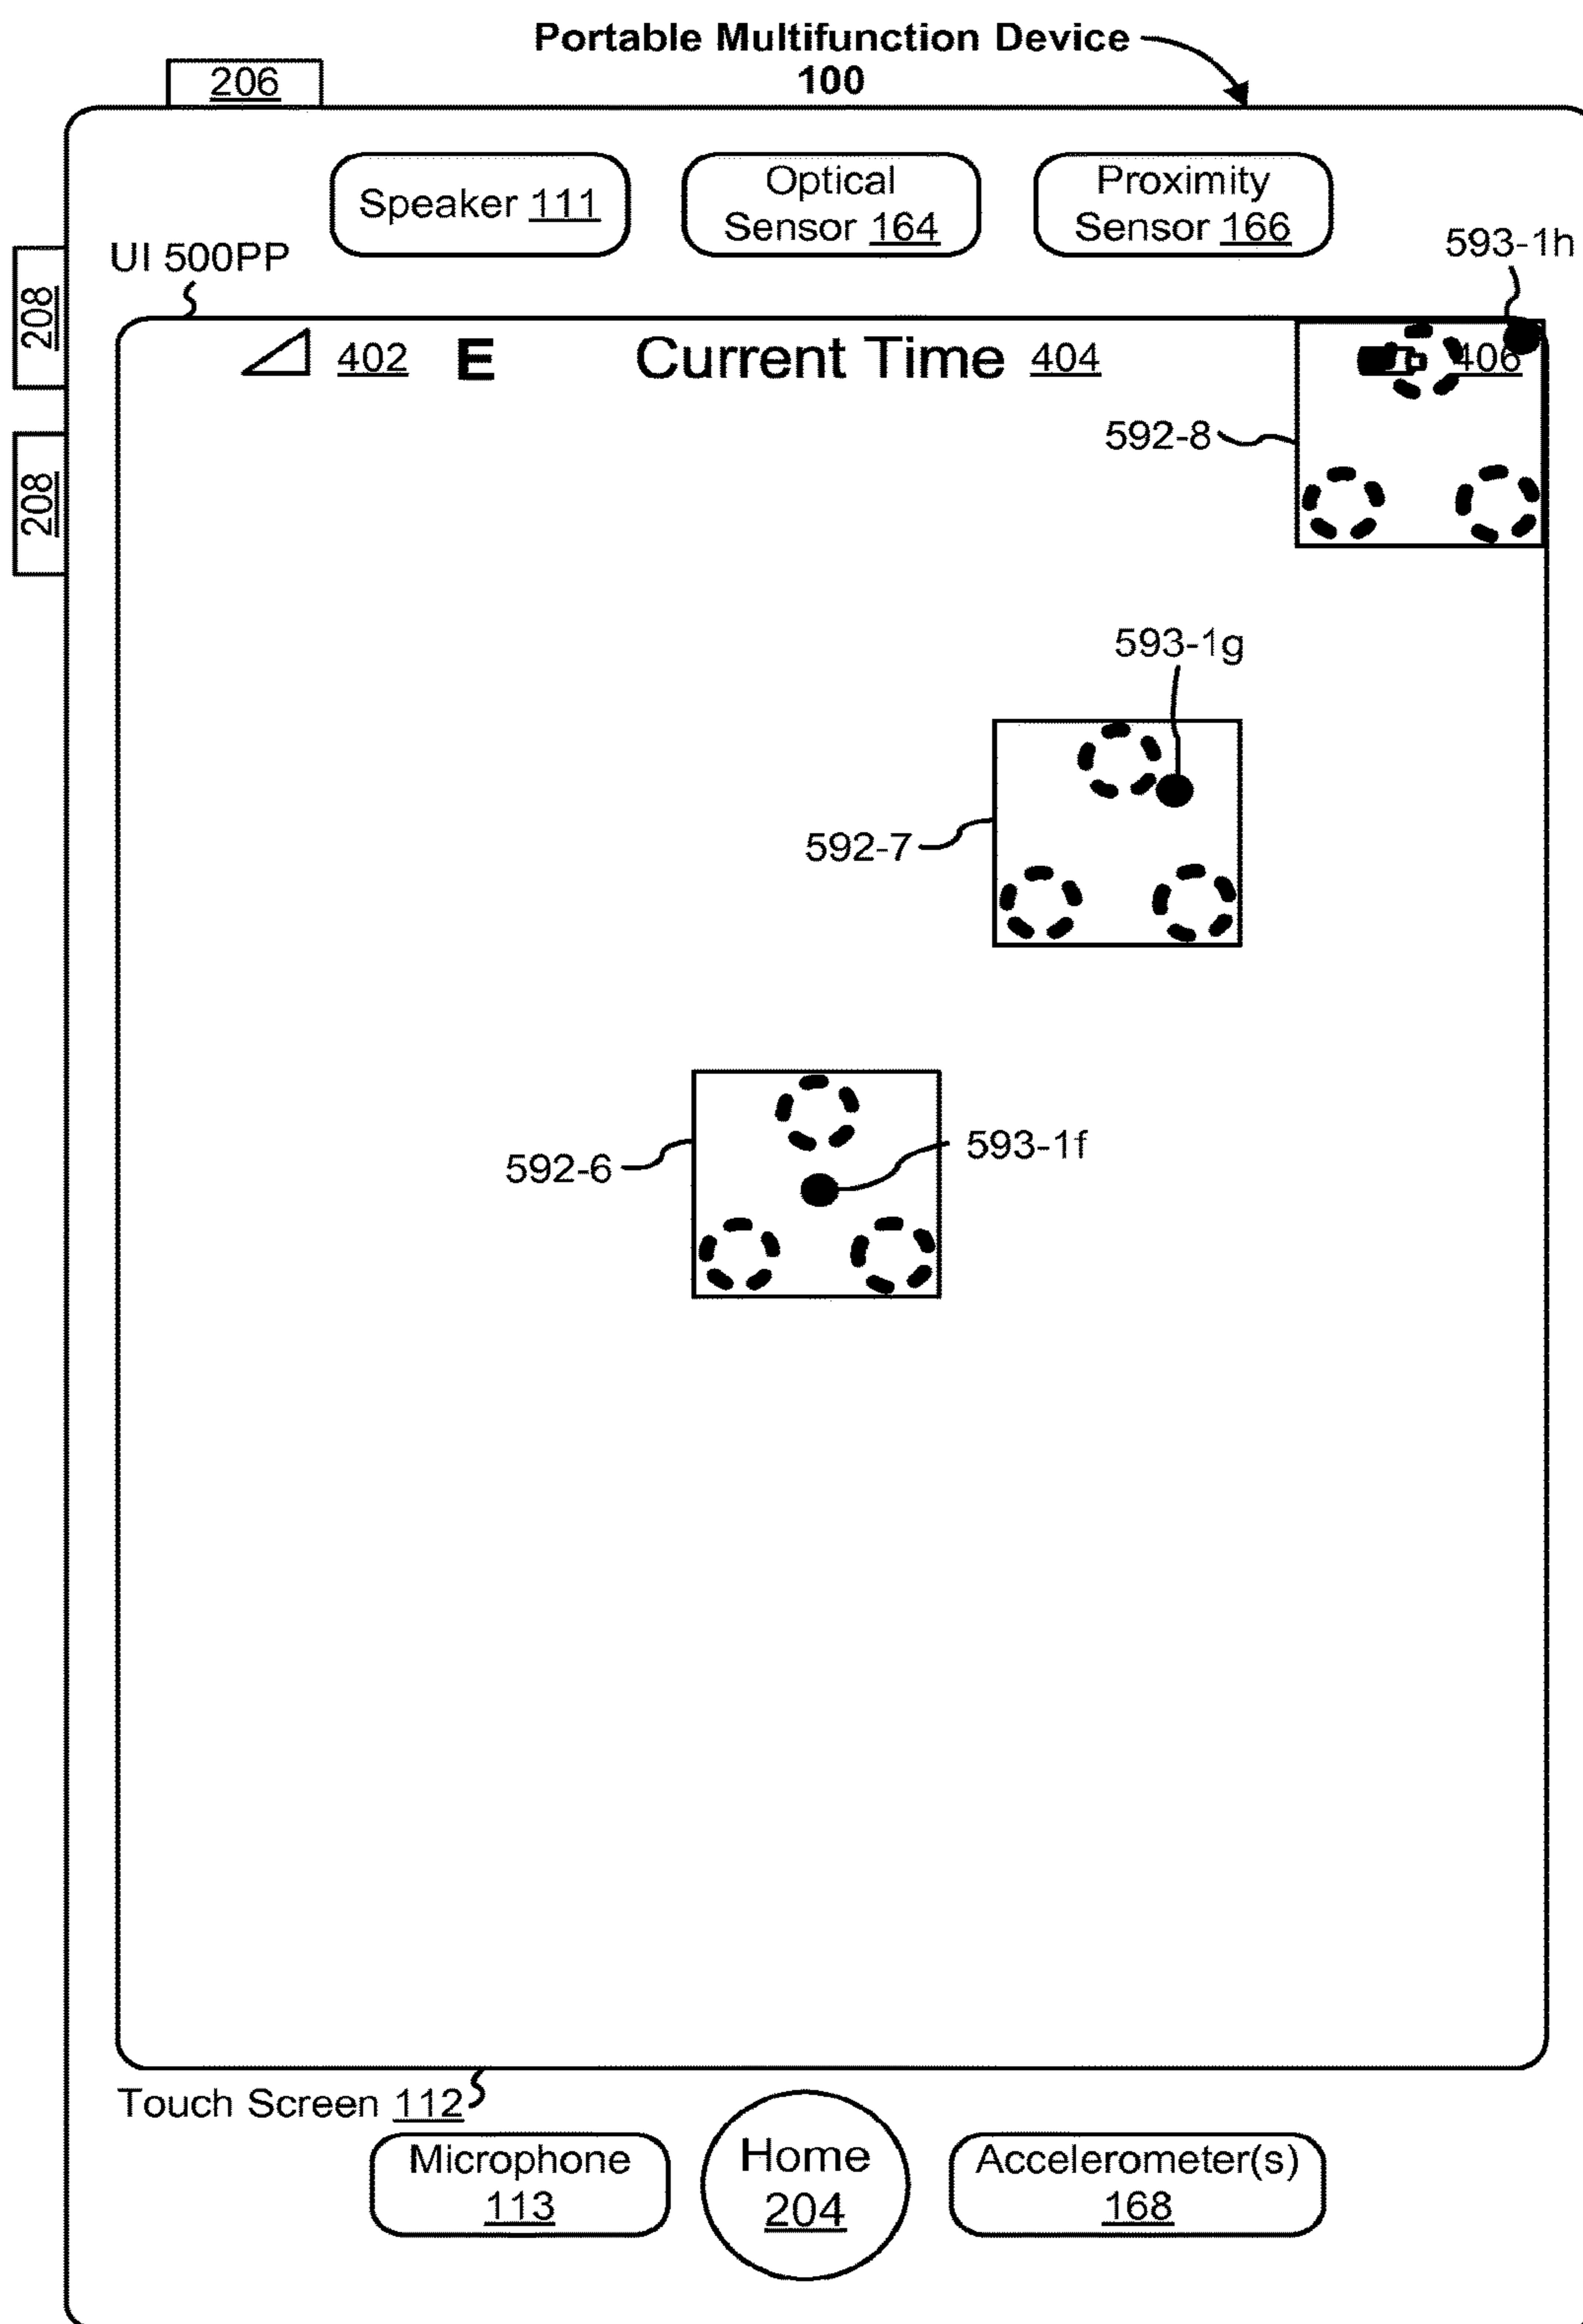 Portable Multifunction Device
100
206
Speaker 111
Optical
Sensor 164
Proximity
Sensor 166
UI 500PP
593-1h
208
402 E Current Time 404 406
592-8
208
593-1g
592-7
593-1f
592-6
Touch Screen 112
Microphone
113
Home
204
Accelerometer(s)
168